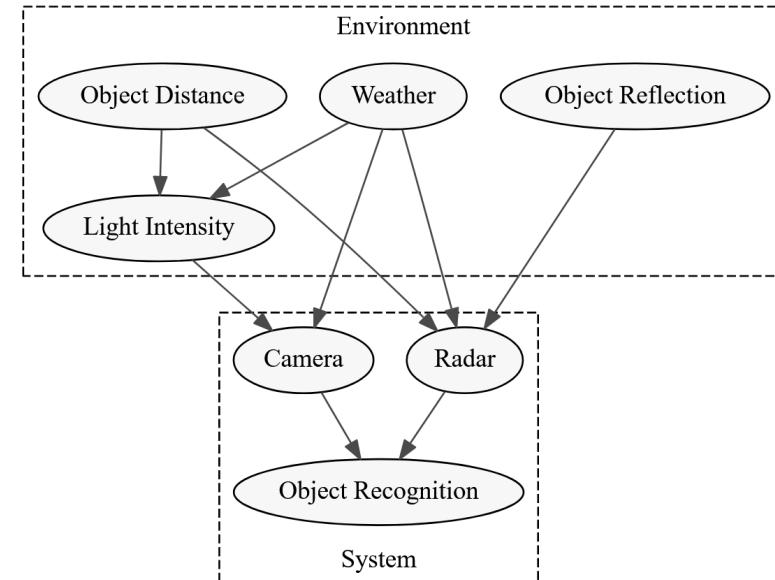 Environment
Object Distance
Weather
Object Reflection
Light Intensity
Camera
Radar
Object Recognition
System